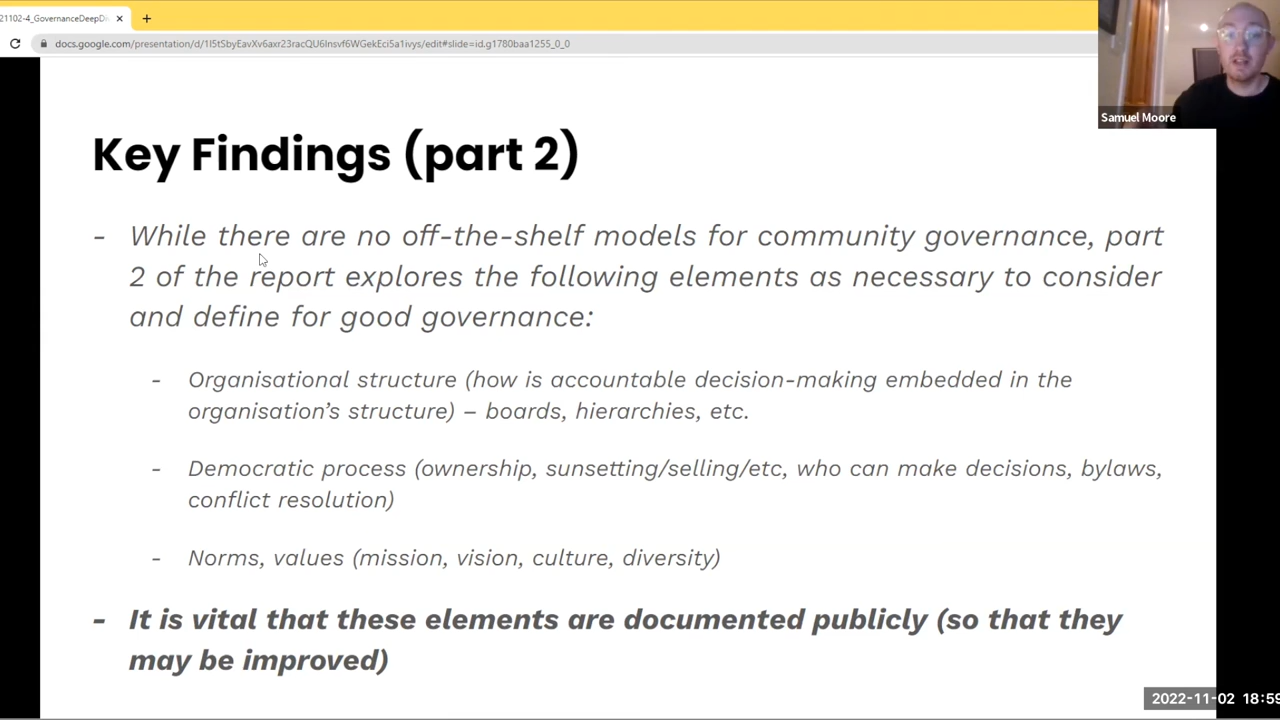 21102-4_GovernanceDeepDi
docs.google.com/presentation/d/1I5tSbyEavXv6axr23racQU6Insvf6WGekEci5a1ivys/edit#slide=id.g1780baa1255_0_0
Samuel Moore
Key Findings (part 2)
- While there are no off-the-shelf models for community governance, part
2 of the report explores the following elements as necessary to consider
and define for good governance:
- Organisational structure (how is accountable decision-making embedded in the
organisation's structure) – boards, hierarchies, etc.
- Democratic process (ownership, sunsetting/selling/etc, who can make decisions, bylaws,
conflict resolution)
- Norms, values (mission, vision, culture, diversity)
- It is vital that these elements are documented publicly (so that they
may be improved)
2022-11-02 18:59